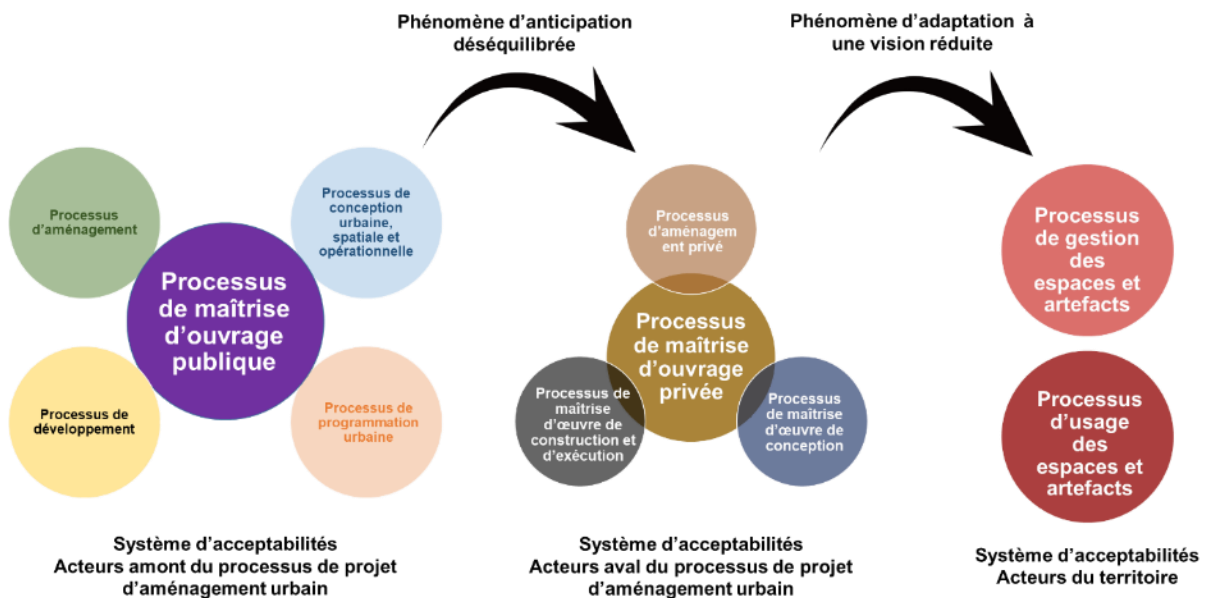 Phénomène d'anticipation
déséquilibrée
Phénomène d'adaptation à
une vision réduite
Processus
d'aménagement
Processus de
conception
urbaine,
spatiale et
opérationnelle
Processus
de maîtrise
d'ouvrage
publique
Processus de
développement
Processus de
programmation
urbaine
Système d'acceptabilités
Acteurs amont du processus de projet
d'aménagement urbain
Processus
d'aménagem
ent privé
Processus
de maîtrise
d'ouvrage
privée
Processus de
maîtrise
d'œuvre de
construction et
d'exécution
Processus
de maîtrise
d'œuvre de
conception
Système d'acceptabilités
Acteurs aval du processus de projet
d'aménagement urbain
Processus
de gestion
des
espaces et
artefacts
Processus
d'usage
des
espaces et
artefacts
Système d'acceptabilités
Acteurs du territoire